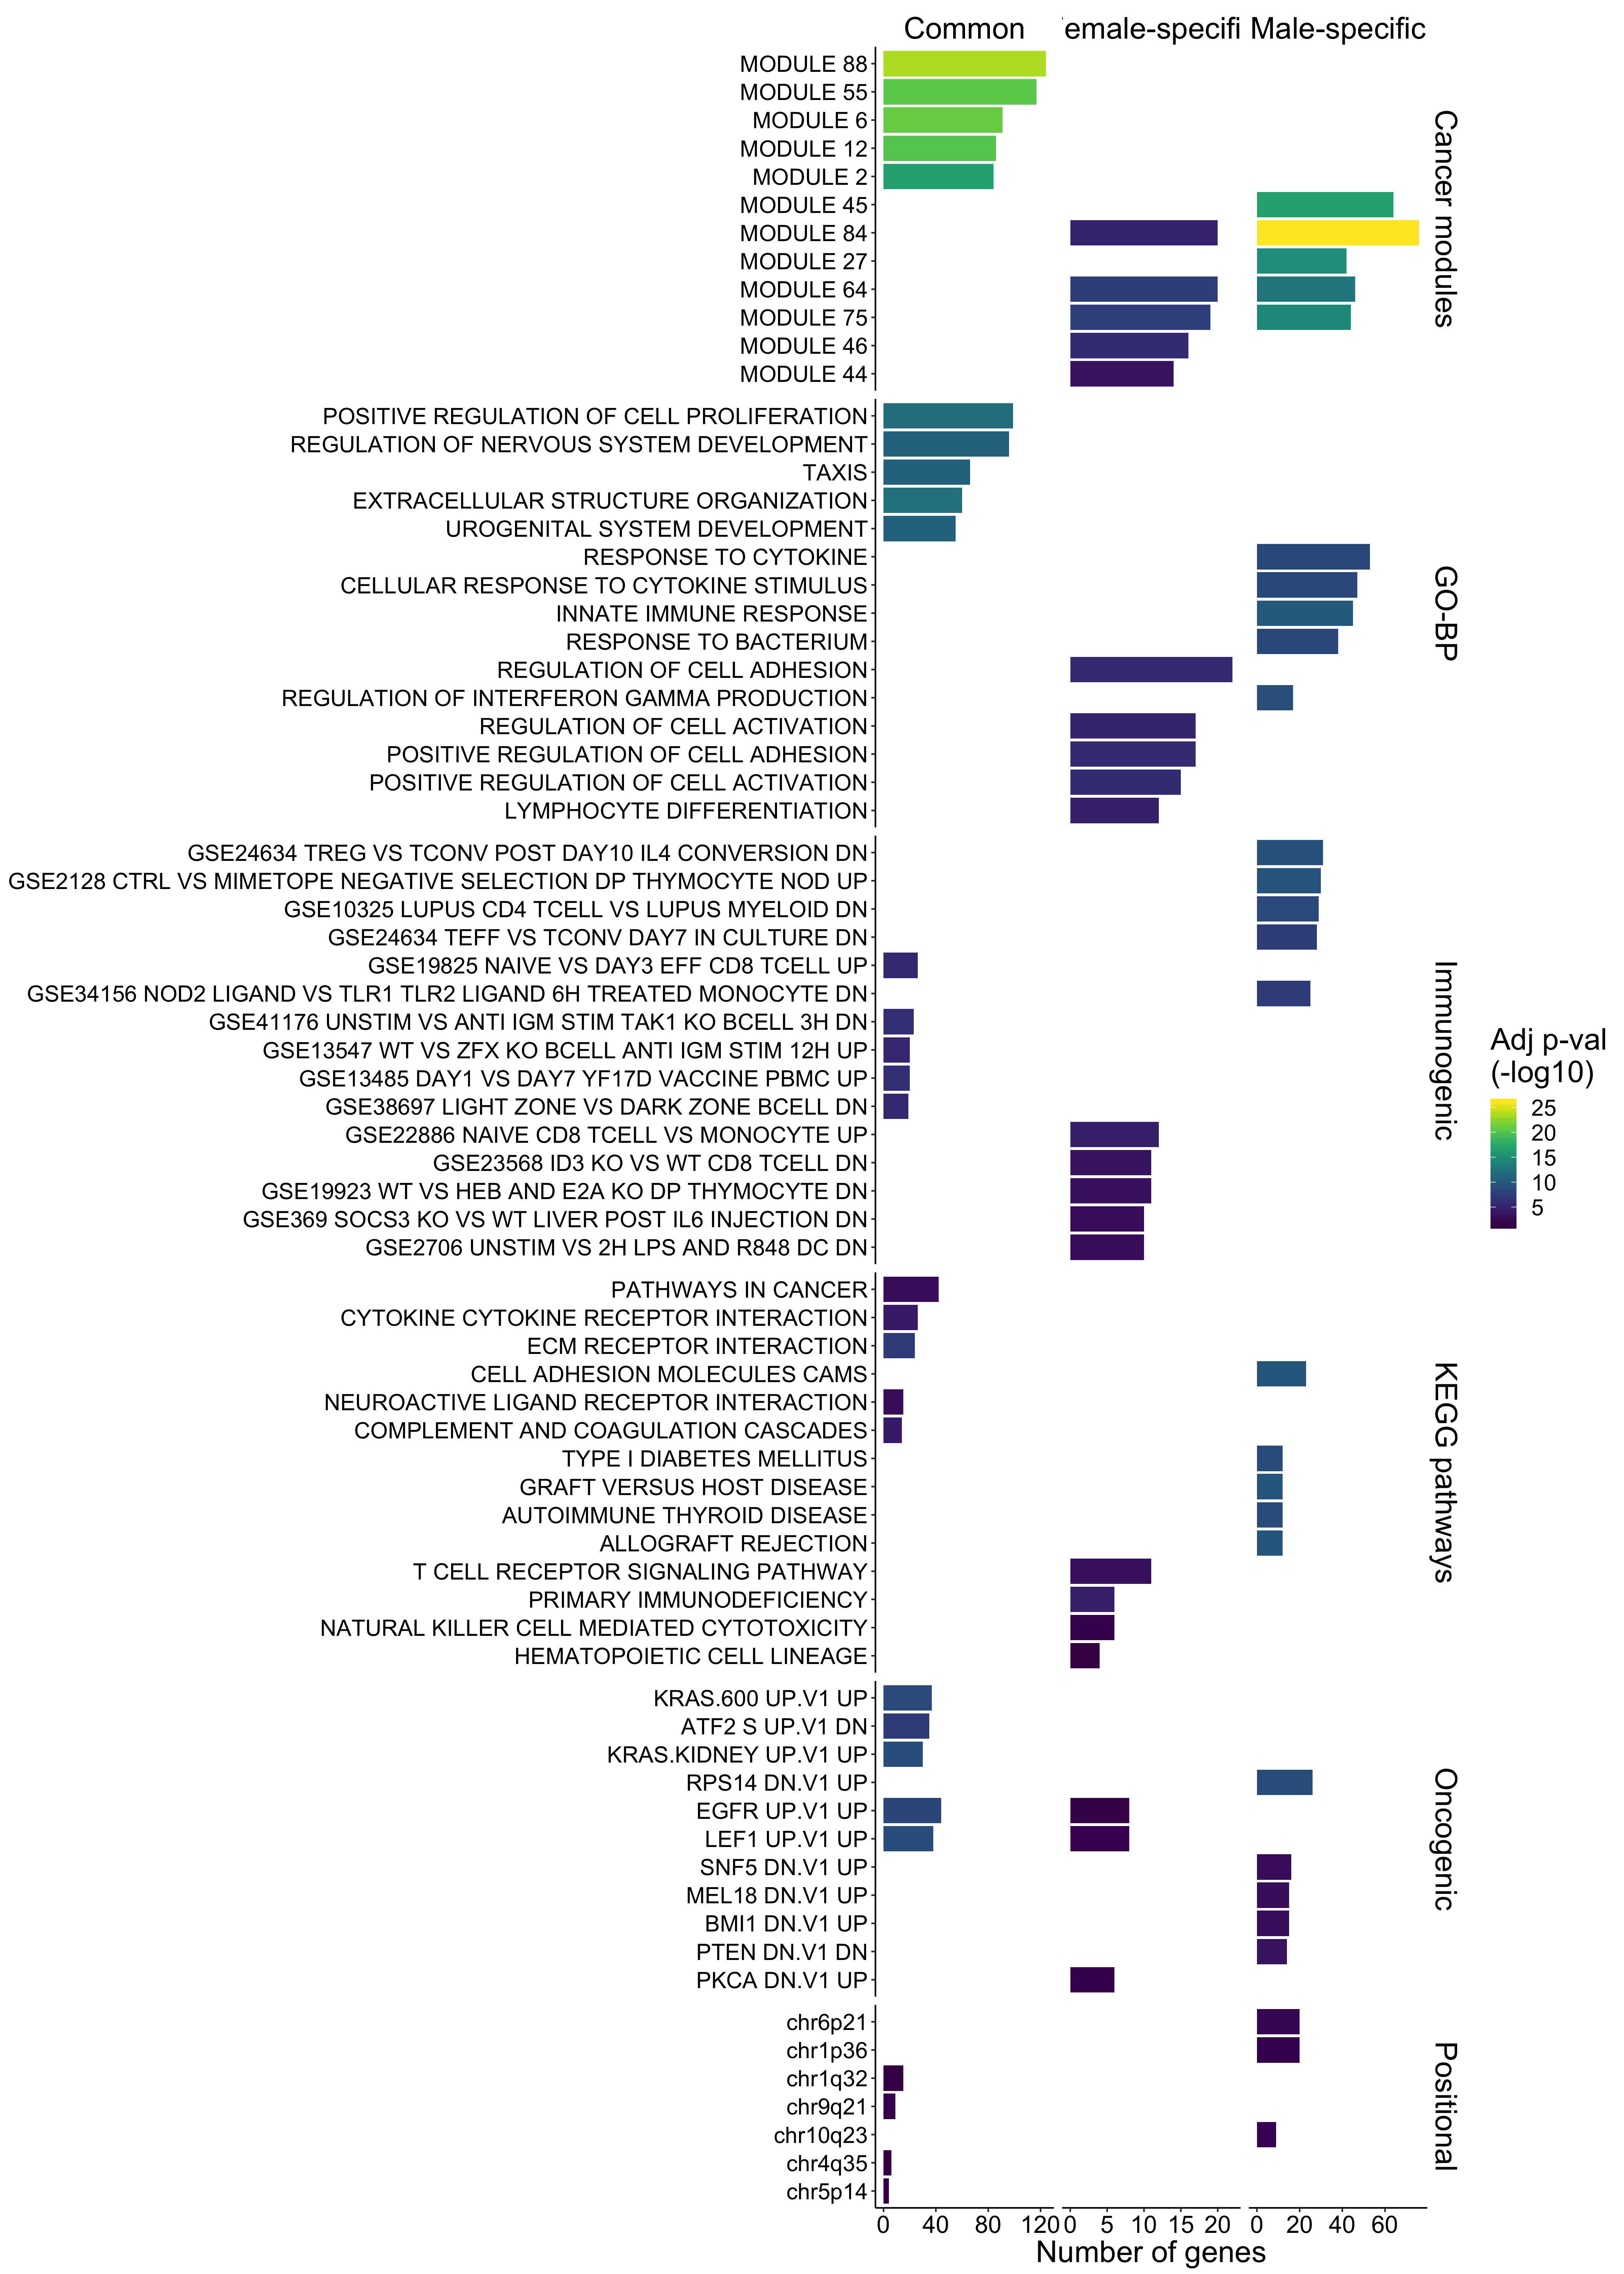 Common emale-specifi Male-specific
MODULE 88
MODULE 55
MODULE 6
MODULE 12
MODULE 2
MODULE 45
MODULE 84
MODULE 27
MODULE 64
MODULE 75
MODULE 46
MODULE 44
Cancer modules
POSITIVE REGULATION OF CELL PROLIFERATION
REGULATION OF NERVOUS SYSTEM DEVELOPMENT
TAXIS
EXTRACELLULAR STRUCTURE ORGANIZATION
UROGENITAL SYSTEM DEVELOPMENT
RESPONSE TO CYTOKINE
CELLULAR RESPONSE TO CYTOKINE STIMULUS
INNATE IMMUNE RESPONSE
RESPONSE TO BACTERIUM
REGULATION OF CELL ADHESION
REGULATION OF INTERFERON GAMMA PRODUCTION
REGULATION OF CELL ACTIVATION
POSITIVE REGULATION OF CELL ADHESION
POSITIVE REGULATION OF CELL ACTIVATION
LYMPHOCYTE DIFFERENTIATION
GO-BP
GSE24634 TREG VS TCONV POST DAY10 IL4 CONVERSION DN
GSE2128 CTRL VS MIMETOPE NEGATIVE SELECTION DP THYMOCYTE NOD UP
GSE10325 LUPUS CD4 TCELL VS LUPUS MYELOID DN
GSE24634 TEFF VS TCONV DAY7 IN CULTURE DN
GSE19825 NAIVE VS DAY3 EFF CD8 TCELL UP
GSE34156 NOD2 LIGAND VS TLR1 TLR2 LIGAND 6H TREATED MONOCYTE DN
GSE41176 UNSTIM VS ANTI IGM STIM TAK1 KO BCELL 3H DN
GSE13547 WT VS ZFX KO BCELL ANTI IGM STIM 12H UP
GSE13485 DAY1 VS DAY7 YF17D VACCINE PBMC UP
GSE38697 LIGHT ZONE VS DARK ZONE BCELL DN
GSE22886 NAIVE CD8 TCELL VS MONOCYTE UP
GSE23568 ID3 KO VS WT CD8 TCELL DN
GSE19923 WT VS HEB AND E2A KO DP THYMOCYTE DN
GSE369 SOCS3 KO VS WT LIVER POST IL6 INJECTION DN
GSE2706 UNSTIM VS 2H LPS AND R848 DC DN
Immunogenic
PATHWAYS IN CANCER
CYTOKINE CYTOKINE RECEPTOR INTERACTION
ECM RECEPTOR INTERACTION
CELL ADHESION MOLECULES CAMS
NEUROACTIVE LIGAND RECEPTOR INTERACTION
COMPLEMENT AND COAGULATION CASCADES
TYPE I DIABETES MELLITUS
GRAFT VERSUS HOST DISEASE
AUTOIMMUNE THYROID DISEASE
ALLOGRAFT REJECTION
T CELL RECEPTOR SIGNALING PATHWAY
PRIMARY IMMUNODEFICIENCY
NATURAL KILLER CELL MEDIATED CYTOTOXICITY
HEMATOPOIETIC CELL LINEAGE
KEGG pathways
KRAS.600 UP.V1 UP
ATF2 S UP.V1 DN
KRAS.KIDNEY UP.V1 UP
RPS14 DN.V1 UP
EGFR UP.V1 UP
LEF1 UP.V1 UP
SNF5 DN.V1 UP
MEL18 DN.V1 UP
BMI1 DN.V1 UP
PTEN DN.V1 DN
PKCA DN.V1 UP
Oncogenic
chr6p21
chr1p36
chr1q32
chr9q21
chr10q23
chr4q35
chr5p14
Positional
0 40 80 120 0 5 10 15 20 0 20 40 60
Number of genes
Adj p-val
(-log10)
25
20
15
10
5